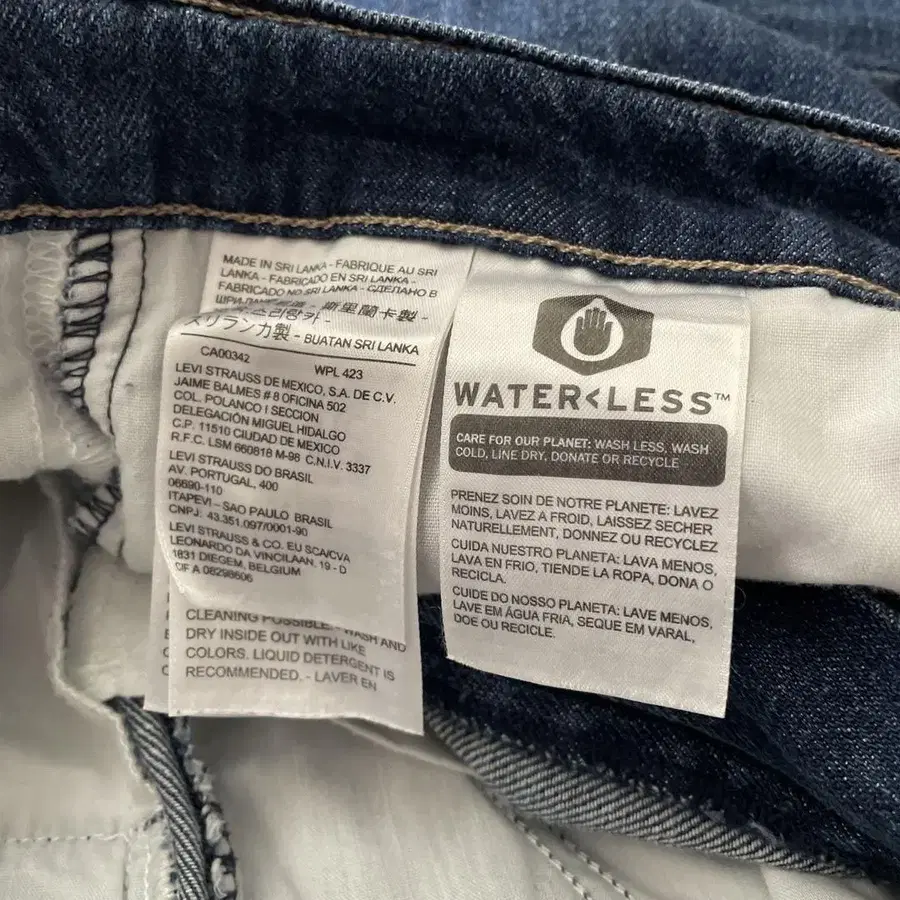 MADE IN SRI LANKA - FABRIQUE AU SRI
LANKA - FABRICADO EN SRI LANKA -
FABRICADO NO SRI LANKA - СДЕЛАНО В
斯里蘭卡製 -
スリランカ製 - BUATAN SRI LANKA
CA00342
WPL 423
LEVI STRAUSS DE MEXICO, S.A. DE C.V.
JAIME BALMES # 8 OFICINA 502
COL. POLANCO I SECCION
DELEGACIÓN MIGUEL HIDALGO
C.P. 11510 CIUDAD DE MEXICO
R.F.C. LSM 660818 M-98 C.N.I.V. 3337
LEVI STRAUSS DO BRASIL
AV. PORTUGAL, 400
06690-110
ITAPEVI – SAO PAULO BRASIL
CNPJ: 43.351.097/0001-90
LEVI STRAUSS & CO. EU SCA/CVA
LEONARDO DA VINCILAAN, 19 - D
1831 DIEGEM, BELGIUM
CIF A 08298606
CLEANING POSSIBLE. WASH AND
DRY INSIDE OUT WITH LIKE
COLORS. LIQUID DETERGENT IS
RECOMMENDED. - LAVER EN
WATER<LESS™
CARE FOR OUR PLANET: WASH LESS, WASH
COLD, LINE DRY, DONATE OR RECYCLE
PRENEZ SOIN DE NOTRE PLANETE: LAVEZ
MOINS, LAVEZ À FROID, LAISSEZ SECHER
NATURELLEMENT, DONNEZ OU RECYCLEZ
CUIDA NUESTRO PLANETA: LAVA MENOS,
LAVA EN FRIO, TIENDE LA ROPA, DONA O
RECICLA.
CUIDE DO NOSSO PLANETA: LAVE MENOS,
LAVE EM ÁGUA FRIA, SEQUE EM VARAL,
DOE OU RECICLE.